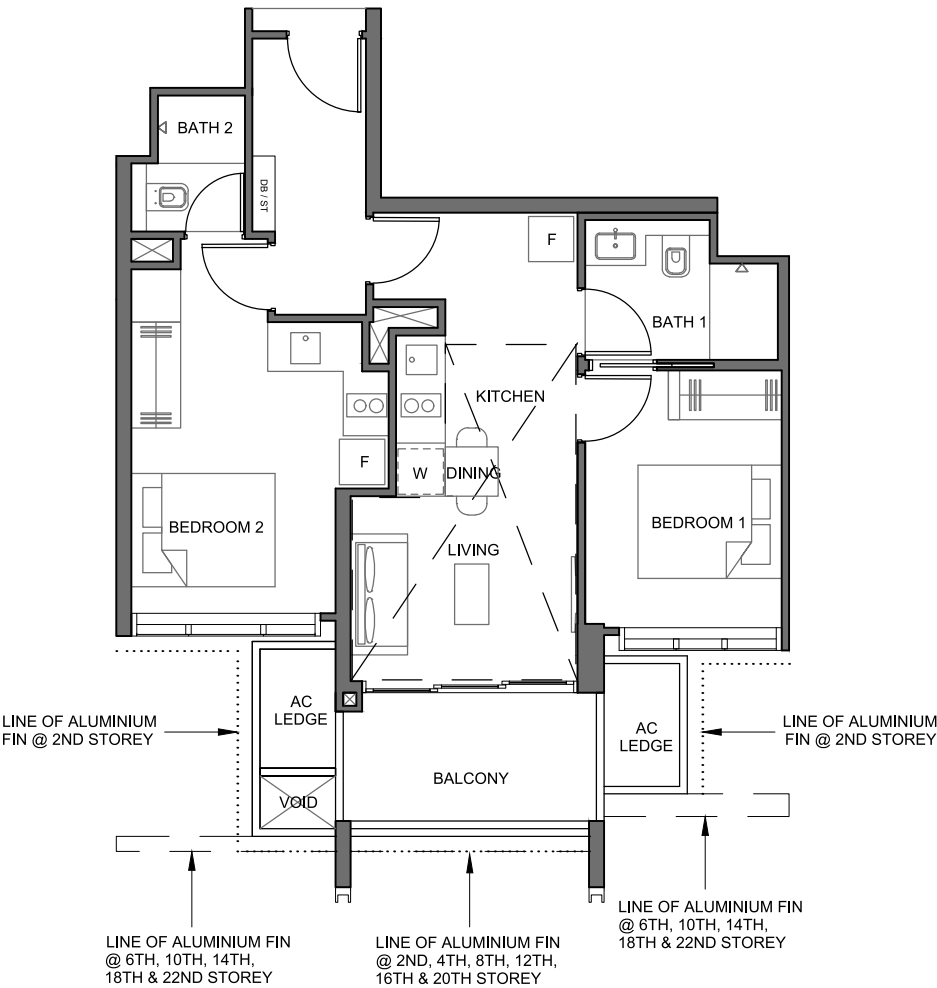 BATH 2
DB / ST
F
BATH 1
KITCHEN
F
W
DINING
BEDROOM 2
BEDROOM 1
LIVING
AC
LEDGE
LINE OF ALUMINIUM
FIN @ 2ND STOREY
AC
LEDGE
LINE OF ALUMINIUM
FIN @ 2ND STOREY
BALCONY
VOID
LINE OF ALUMINIUM FIN
@ 6TH, 10TH, 14TH,
18TH & 22ND STOREY
LINE OF ALUMINIUM FIN
@ 2ND, 4TH, 8TH, 12TH,
16TH & 20TH STOREY
LINE OF ALUMINIUM FIN
@ 6TH, 10TH, 14TH,
18TH & 22ND STOREY